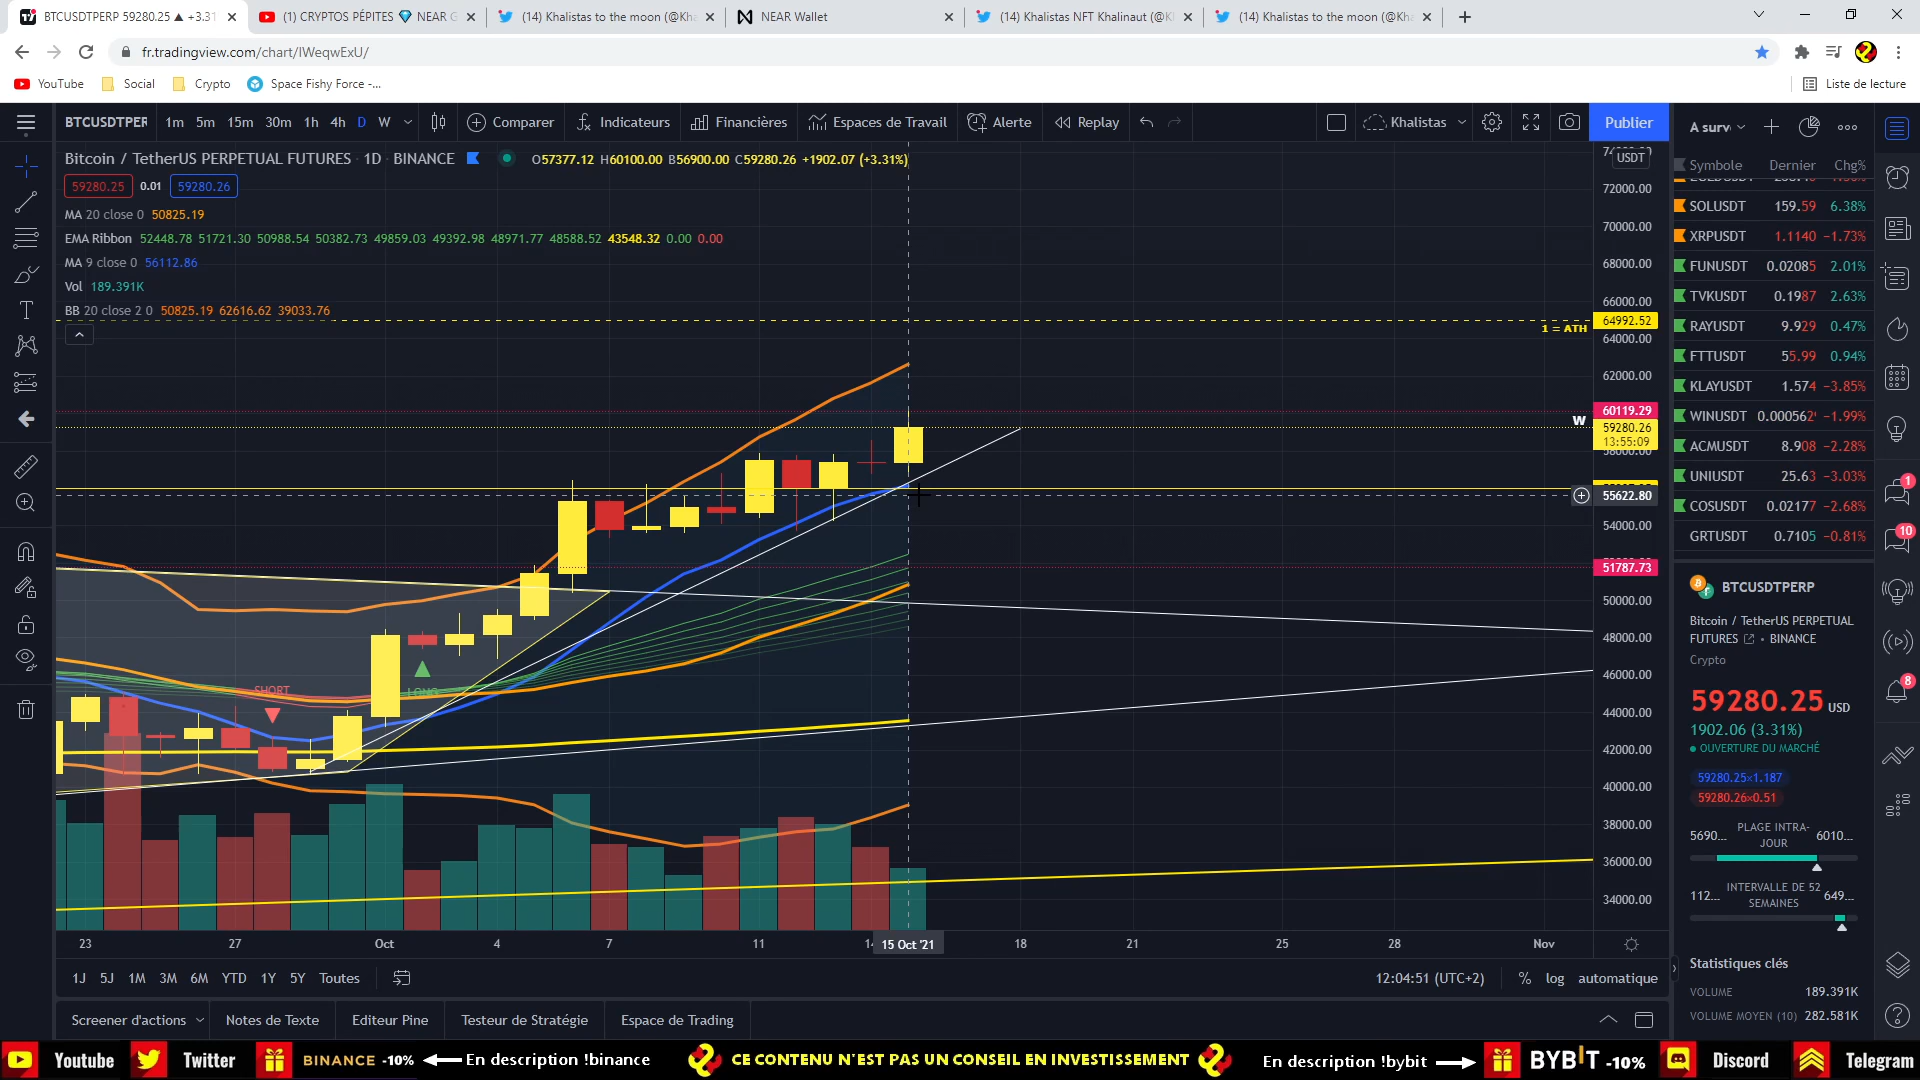 BTCUSDTPERP 59280.25 ▲ +3.31
(1) CRYPTOS PÉPITES 💎 NEAR
(14) Khalistas to the moon (@Kha
NEAR Wallet
(14) Khalistas NFT Khalinaut (@K
(14) Khalistas to the moon (@Kha
fr.tradingview.com/chart/IWeqwExU/
YouTube
Social
Crypto
Space Fishy Force -...
Liste de lecture
BTCUSDTPER
1m 5m 15m 30m 1h 4h D W
Comparer
Indicateurs
Financières
Espaces de Travail
Alerte
Replay
Khalistas
Publier
A surv
Bitcoin / TetherUS PERPETUAL FUTURES · 1D · BINANCE
O57377.12 H60100.00 B56900.00 C59280.26 +1902.07 (+3.31%)
59280.25 0.01 59280.26
MA 20 close 0 50825.19
EMA Ribbon 52448.78 51721.30 50988.54 50382.73 49859.03 49392.98 48971.77 48588.52 43548.32 0.00 0.00
MA 9 close 0 56112.86
Vol 189.391K
BB 20 close 2 0 50825.19 62616.62 39033.76
USDT
72000.00
70000.00
68000.00
66000.00
64992.52
1 = ATH
64000.00
62000.00
60119.29
W
59280.26
13:55:09
58000.00
55622.80
54000.00
51787.73
50000.00
48000.00
46000.00
44000.00
42000.00
40000.00
38000.00
36000.00
34000.00
SHORT
LONG
23 27 Oct 4 7 11 14 15 Oct '21 18 21 25 28 Nov
1J 5J 1M 3M 6M YTD 1Y 5Y Toutes
12:04:51 (UTC+2)
% log automatique
Screener d'actions
Notes de Texte
Editeur Pine
Testeur de Stratégie
Espace de Trading
Symbole Dernier Chg%
SOLUSDT 159.59 6.38%
XRPUSDT 1.1140 −1.73%
FUNUSDT 0.02085 2.01%
TVKUSDT 0.1987 2.63%
RAYUSDT 9.929 0.47%
FTTUSDT 55.99 0.94%
KLAYUSDT 1.574 −3.85%
WINUSDT 0.000562 −1.99%
ACMUSDT 8.908 −2.28%
UNIUSDT 25.63 −3.03%
COSUSDT 0.02177 −2.68%
GRTUSDT 0.7105 −0.81%
1
10
8
BTCUSDTPERP
Bitcoin / TetherUS PERPETUAL
FUTURES • BINANCE
Crypto
59280.25 USD
1902.06 (3.31%)
OUVERTURE DU MARCHÉ
59280.25×1.187
59280.26×0.51
5690... PLAGE INTRA-JOUR 6010...
112... INTERVALLE DE 52 SEMAINES 649...
Statistiques clés
VOLUME 189.391K
VOLUME MOYEN (10) 282.581K
Youtube
Twitter
BINANCE -10%
En description !binance
CE CONTENU N'EST PAS UN CONSEIL EN INVESTISSEMENT
En description !bybit
BYBIT -10%
Discord
Telegram